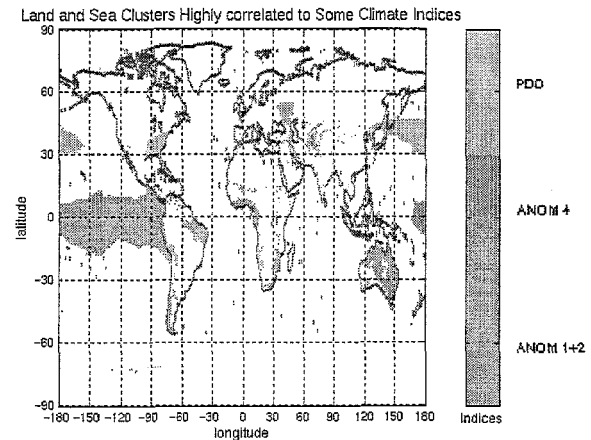 Land and Sea Clusters Highly correlated to Some Climate Indices
90
60
30
0
-30
-60
-90
latitude
-180 -150 -120 -90 -60 -30 0 30 60 90 120 150 180
longitude
PDO
ANOM 4
ANOM 1+2
Indices